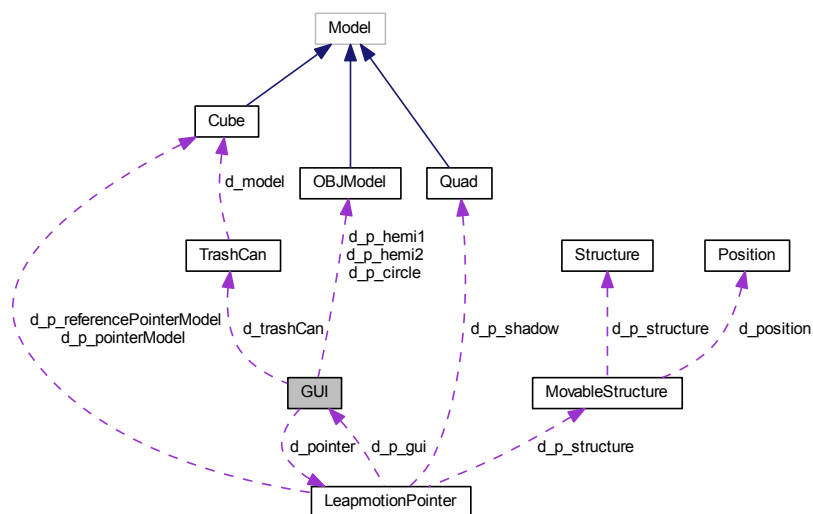 Model
Cube
OBJModel
Quad
d_model
d_p_hemi1
d_p_hemi2
d_p_circle
TrashCan
Structure
Position
d_p_referencePointerModel
d_p_pointerModel
d_trashCan
d_p_shadow
d_p_structure
d_position
GUI
MovableStructure
d_pointer
d_p_gui
d_p_structure
LeapmotionPointer